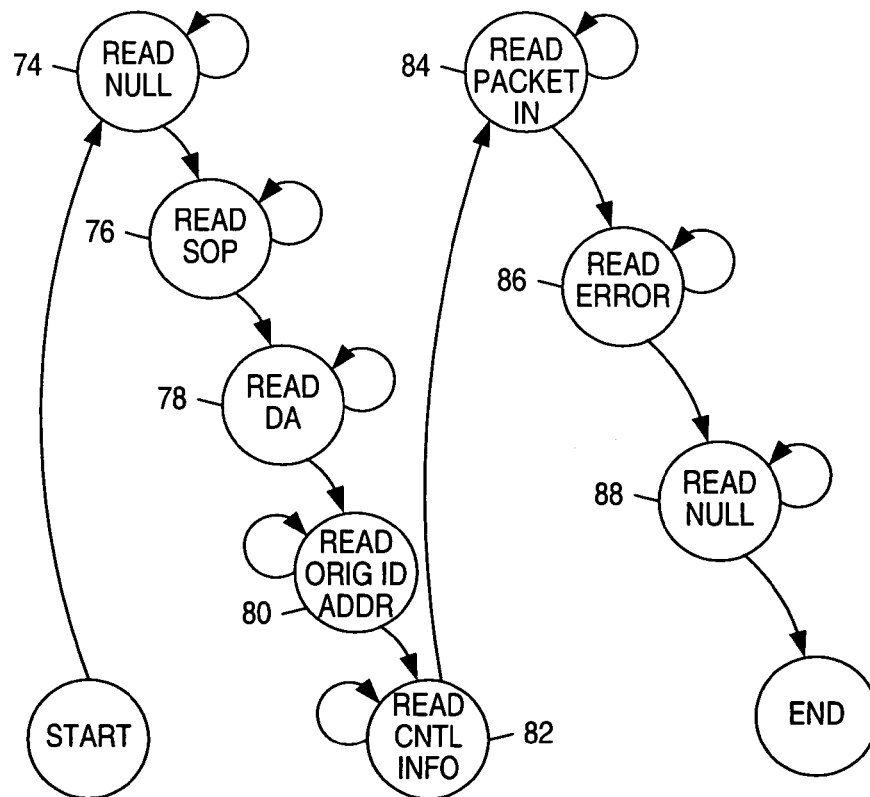 74
READ
NULL
76
READ
SOP
78
READ
DA
80
READ
ORIG ID
ADDR
82
READ
CNTL
INFO
START
84
READ
PACKET
IN
86
READ
ERROR
88
READ
NULL
END